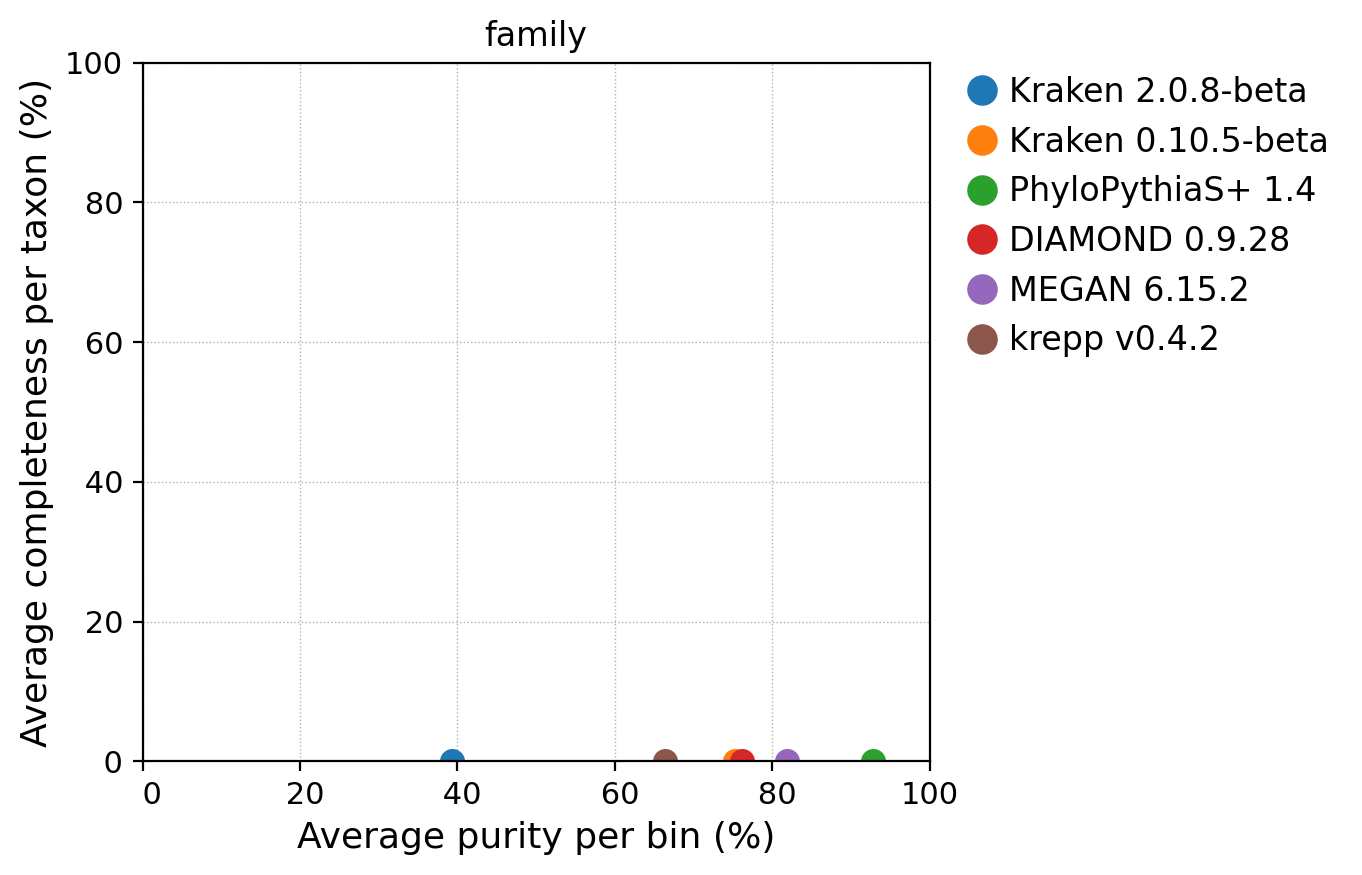 family
Average completeness per taxon (%)
100
80
60
40
20
0
0 20 40 60 80 100
Average purity per bin (%)
Kraken 2.0.8-beta
Kraken 0.10.5-beta
PhyloPythiaS+ 1.4
DIAMOND 0.9.28
MEGAN 6.15.2
krepp v0.4.2